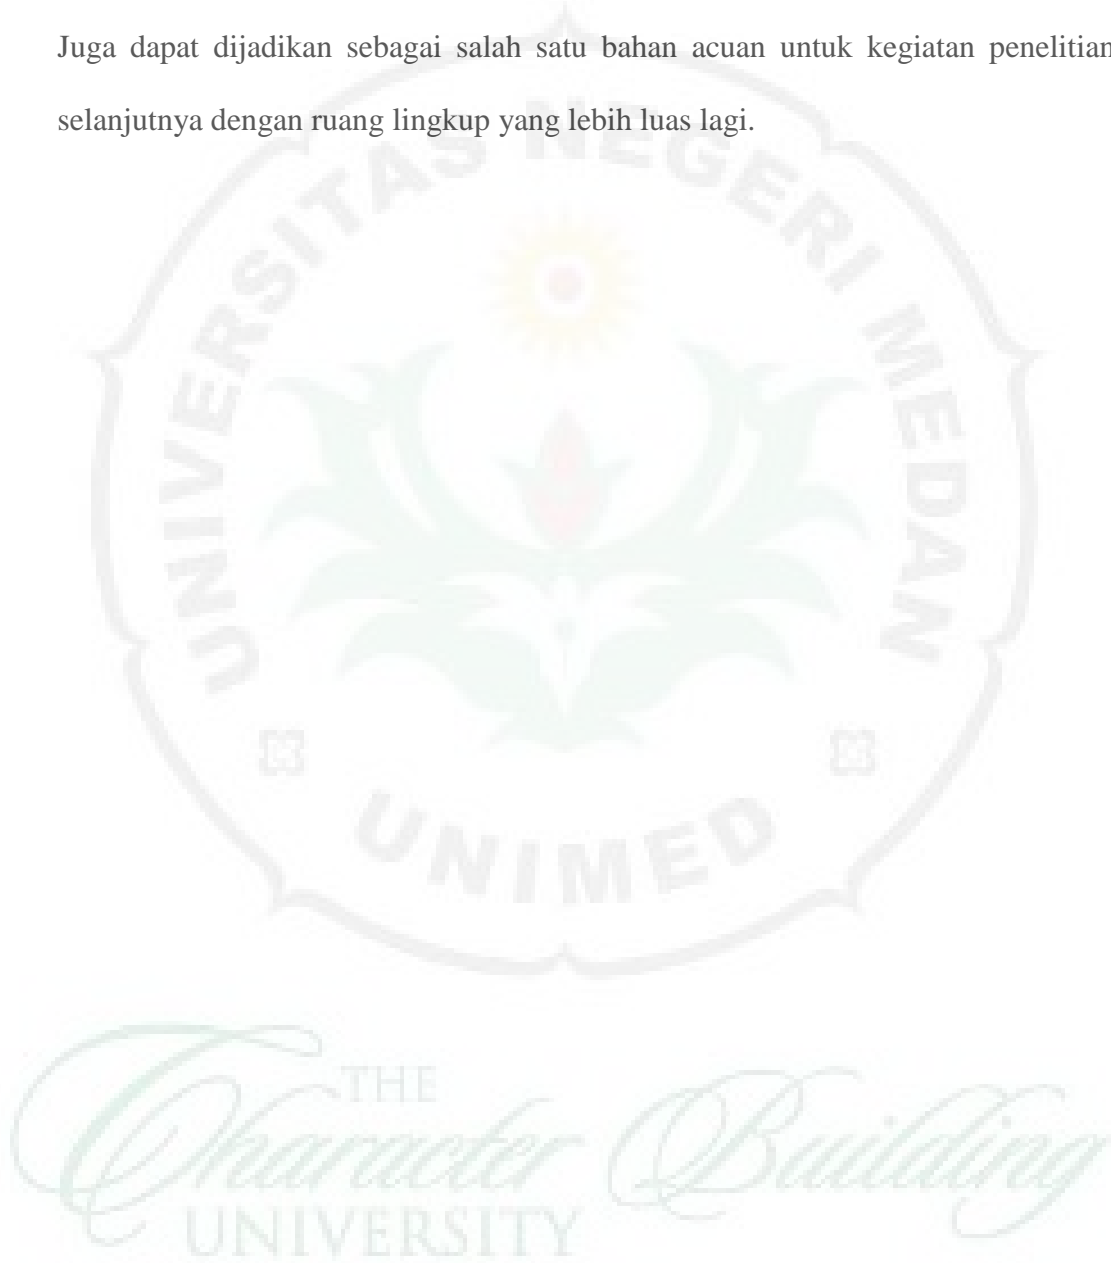 Juga dapat dijadikan sebagai salah satu bahan acuan untuk kegiatan penelitian
selanjutnya dengan ruang lingkup yang lebih luas lagi.
UNIVERSITAS NEGERI MEDAN
UNIMED
THE
Character Building
UNIVERSITY